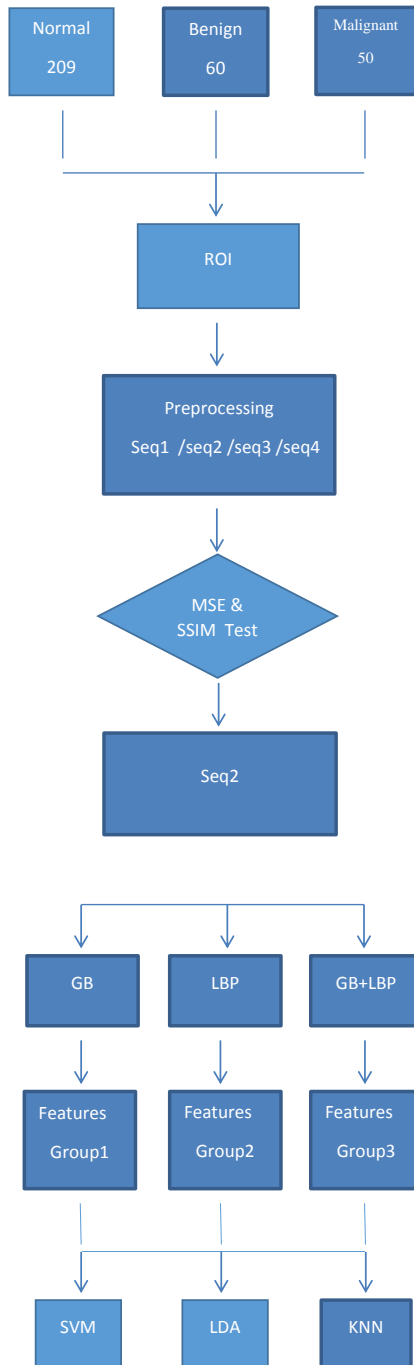 Normal
209
Benign
60
Malignant
50
ROI
Preprocessing
Seq1 /seq2 /seq3 /seq4
MSE &
SSIM Test
Seq2
GB
LBP
GB+LBP
Features
Group1
Features
Group2
Features
Group3
SVM
LDA
KNN